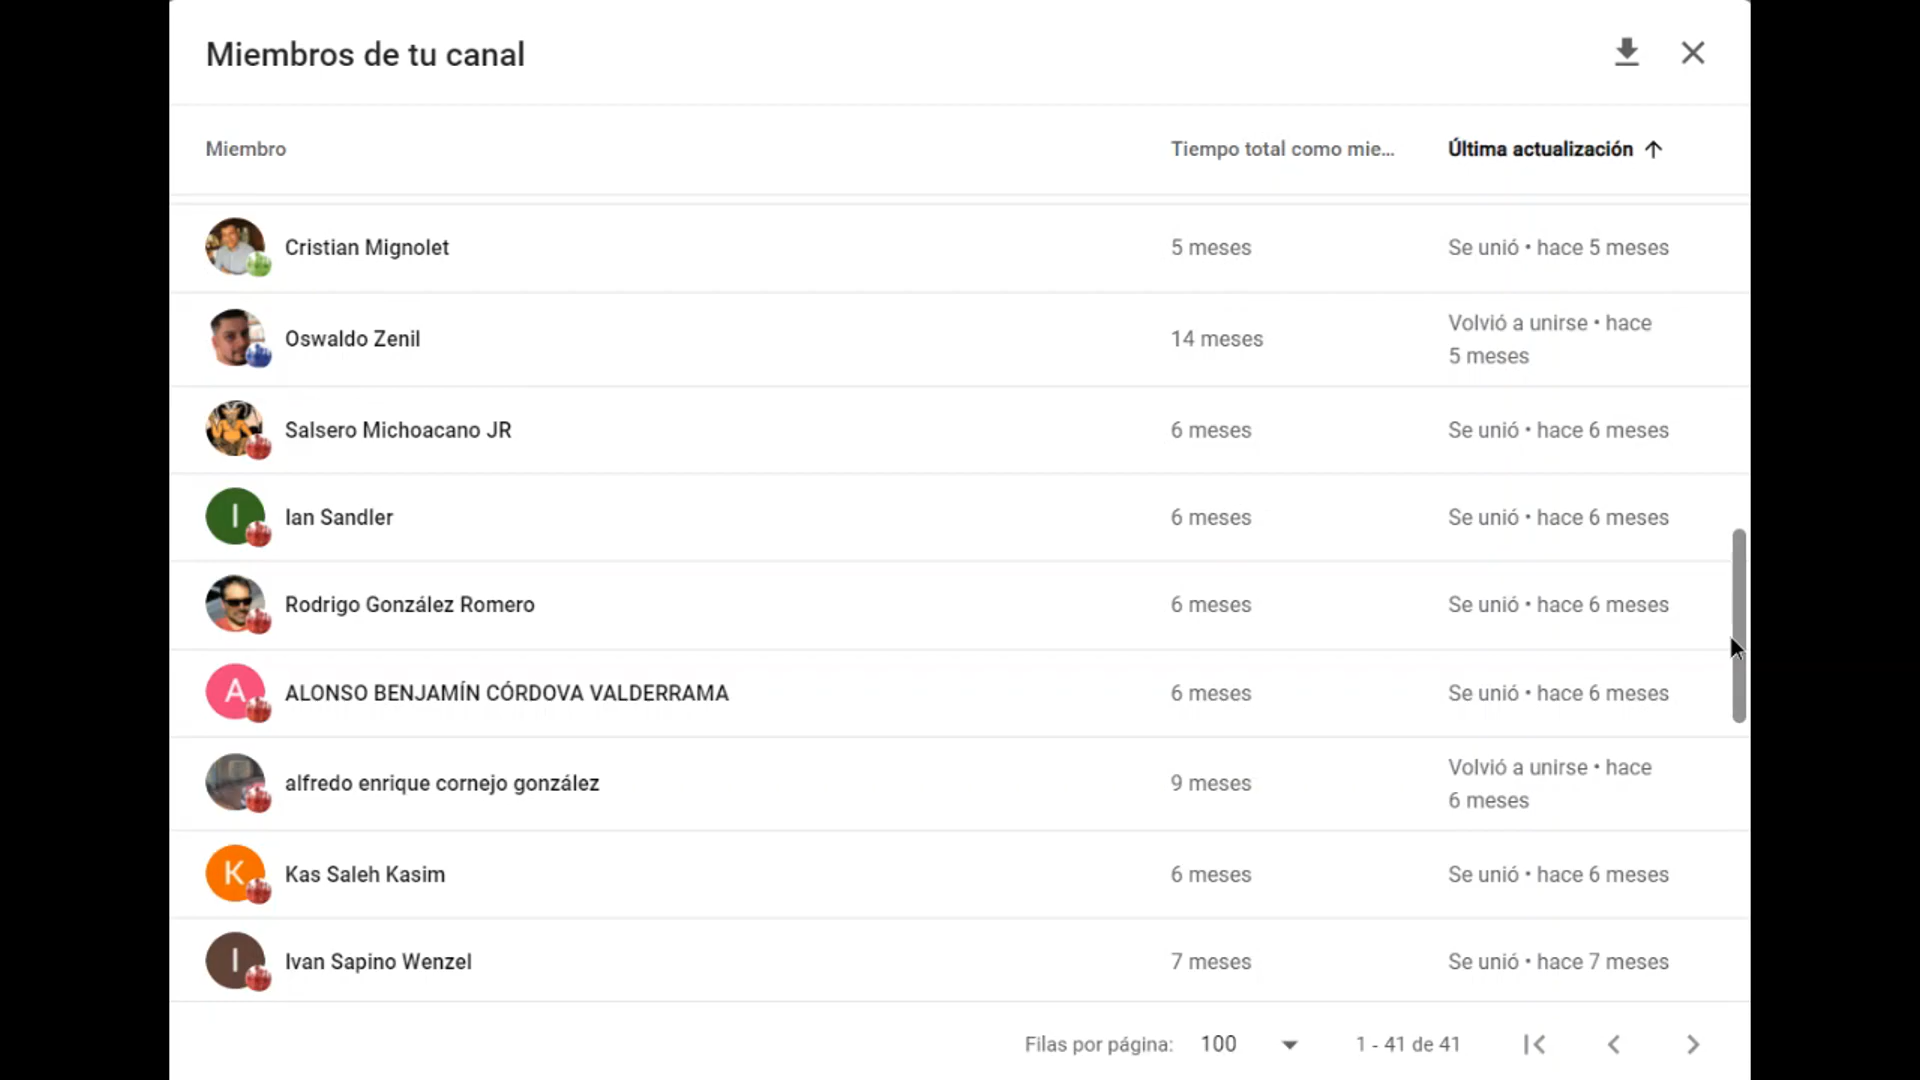 Miembros de tu canal
Miembro Tiempo total como mie... Última actualización
Cristian Mignolet 5 meses Se unió • hace 5 meses
Oswaldo Zenil 14 meses Volvió a unirse • hace
5 meses
Salsero Michoacano JR 6 meses Se unió • hace 6 meses
I Ian Sandler 6 meses Se unió • hace 6 meses
Rodrigo González Romero 6 meses Se unió • hace 6 meses
A ALONSO BENJAMÍN CÓRDOVA VALDERRAMA 6 meses Se unió • hace 6 meses
alfredo enrique cornejo gonzález 9 meses Volvió a unirse • hace
6 meses
K Kas Saleh Kasim 6 meses Se unió • hace 6 meses
I Ivan Sapino Wenzel 7 meses Se unió • hace 7 meses
Filas por página: 100 1 - 41 de 41